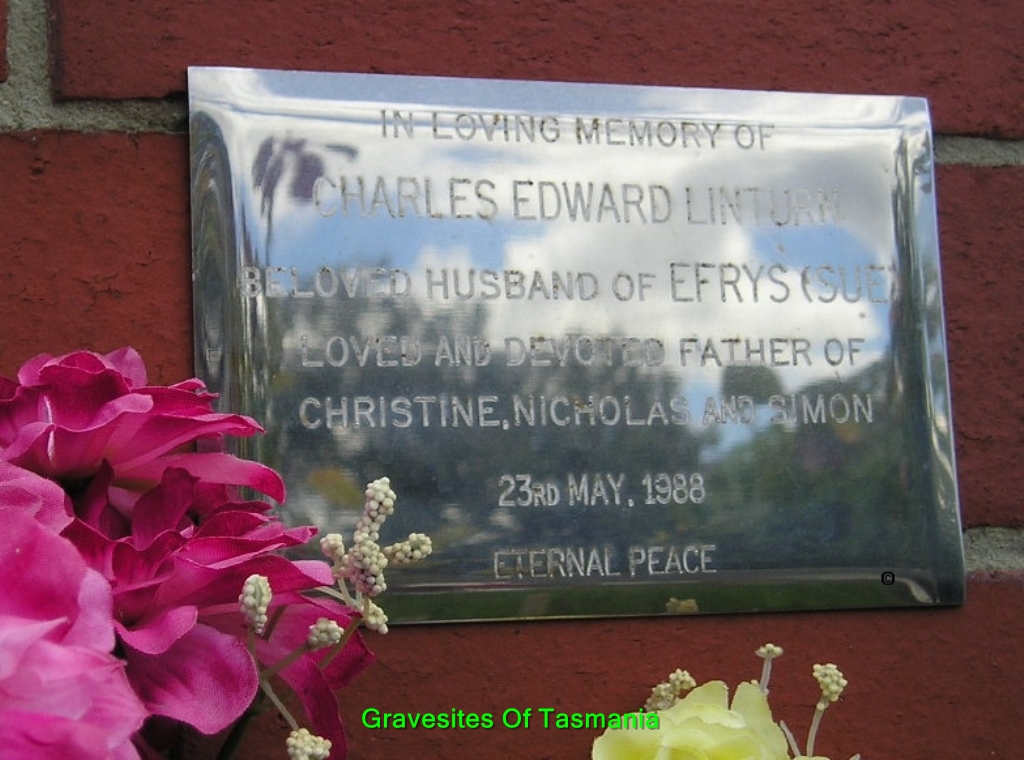 IN LOVING MEMORY OF
CHARLES EDWARD LINTURN
BELOVED HUSBAND OF EFRYS (SUE)
LOVED AND DEVOTED FATHER OF
CHRISTINE, NICHOLAS AND SIMON
23RD MAY, 1988
ETERNAL PEACE
©
Gravesites Of Tasmania